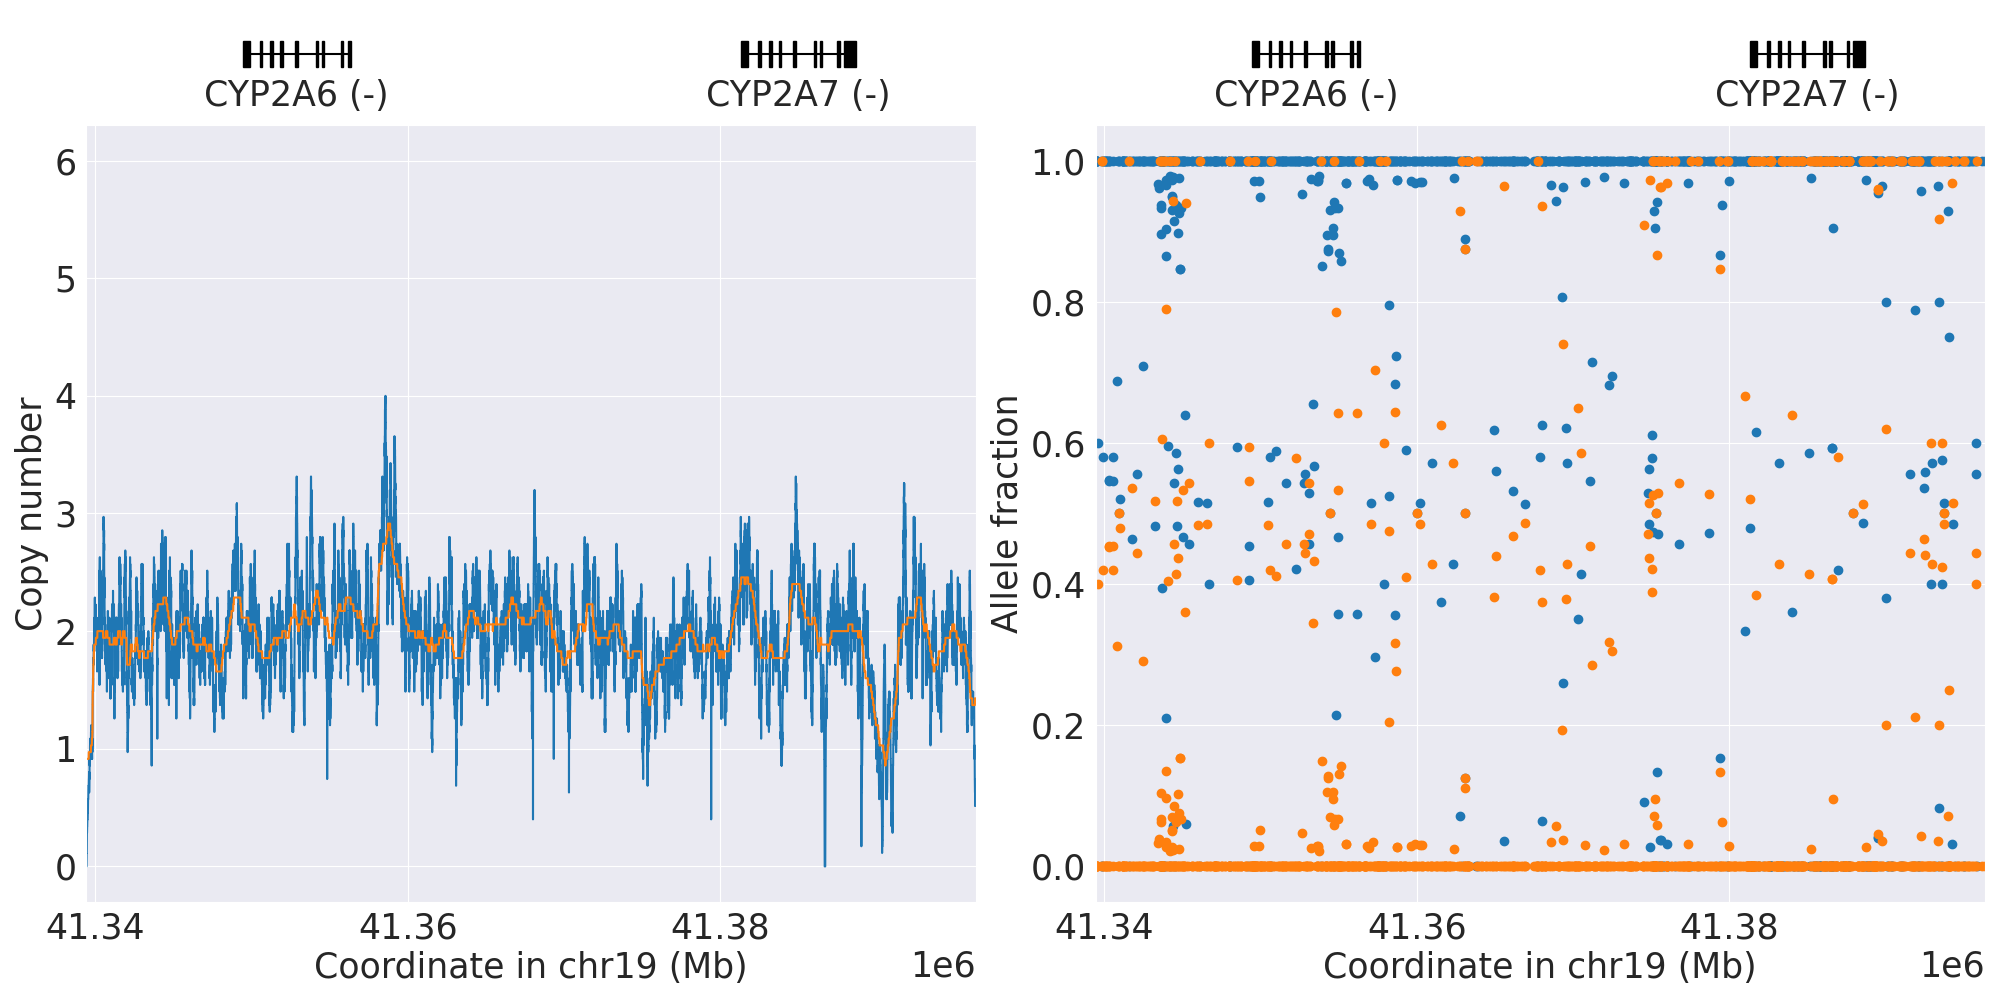 CYP2A6 (-)
CYP2A7 (-)
CYP2A6 (-)
CYP2A7 (-)
Copy number
6
5
4
3
2
1
0
41.34
41.36
41.38
Coordinate in chr19 (Mb)
1e6
Allele fraction
1.0
0.8
0.6
0.4
0.2
0.0
41.34
41.36
41.38
Coordinate in chr19 (Mb)
1e6